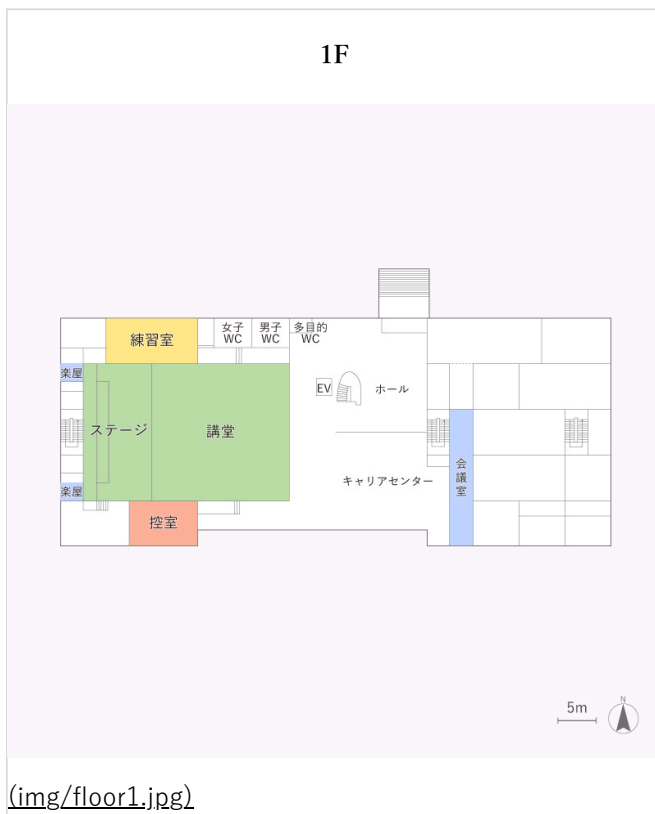 1F
練習室
女子
WC
男子
WC
多目的
WC
楽屋
EV
ホール
ステージ
講堂
キャリアセンター
会議室
楽屋
控室
5m
N
(img/floor1.jpg)